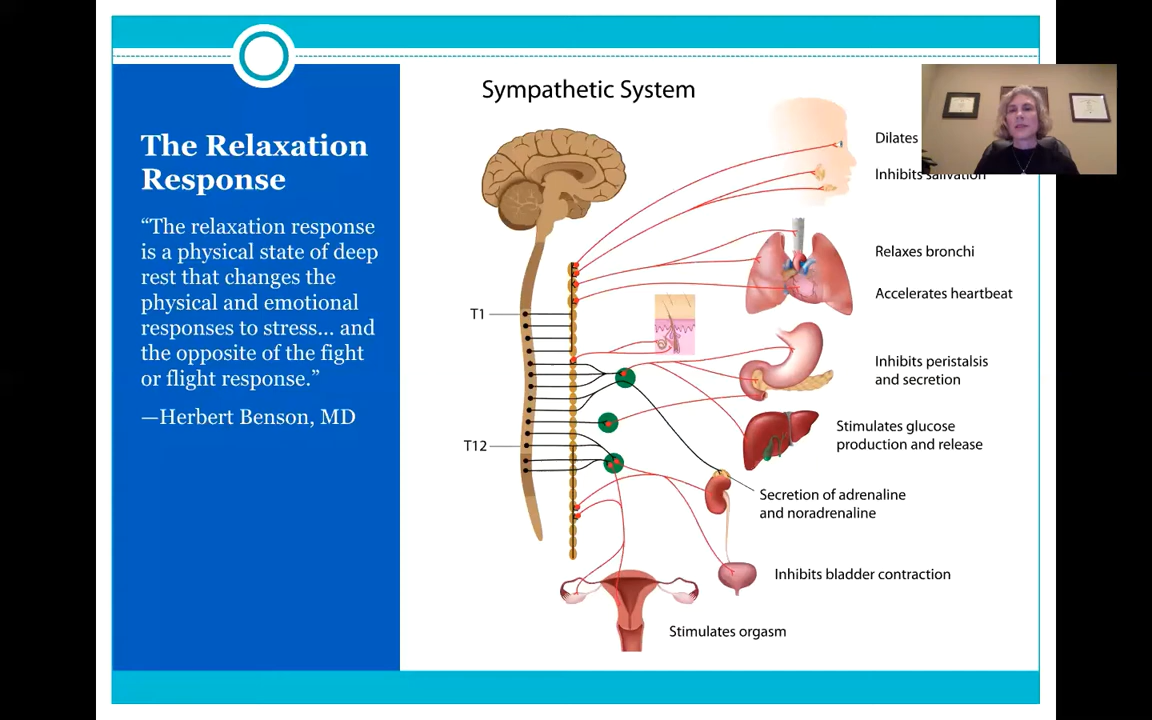 The Relaxation
Response
“The relaxation response
is a physical state of deep
rest that changes the
physical and emotional
responses to stress... and
the opposite of the fight
or flight response.”
—Herbert Benson, MD
Sympathetic System
Dilates
Inhibits salivation
Relaxes bronchi
Accelerates heartbeat
T1
Inhibits peristalsis
and secretion
Stimulates glucose
production and release
T12
Secretion of adrenaline
and noradrenaline
Inhibits bladder contraction
Stimulates orgasm